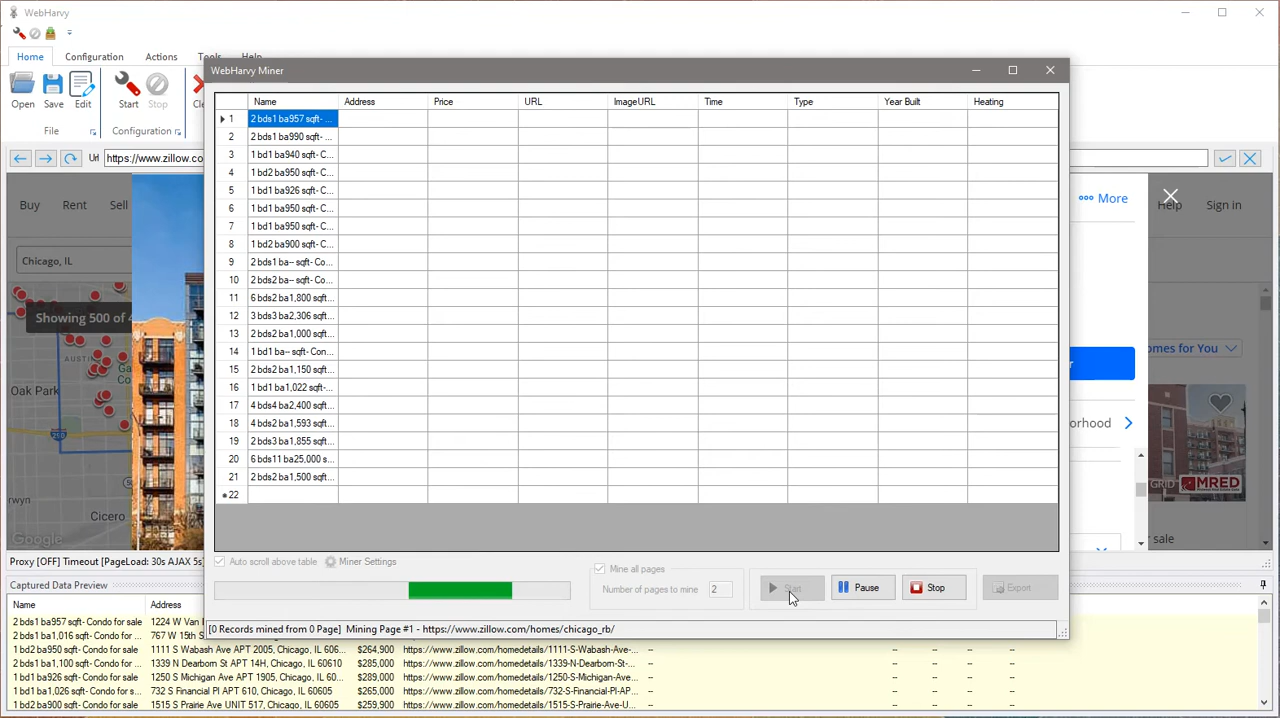 WebHarvy
Home Configuration Actions Tools Help
Open Save Edit Start Stop
File Configuration
Url https://www.zillow.co
WebHarvy Miner
Name Address Price URL ImageURL Time Type Year Built Heating
1 2 bds1 ba957 sqft- ...
2 2 bds1 ba990 sqft- ...
3 1 bd1 ba940 sqft- C...
4 1 bd2 ba950 sqft- C...
5 1 bd1 ba926 sqft- C...
6 1 bd1 ba950 sqft- C...
7 1 bd1 ba950 sqft- C...
8 1 bd2 ba900 sqft- C...
9 2 bds1 ba-- sqft- Co...
10 2 bds2 ba-- sqft- Co...
11 6 bds2 ba1,800 sqft...
12 3 bds3 ba2,306 sqft...
13 2 bds2 ba1,000 sqft...
14 1 bd1 ba-- sqft- Con...
15 2 bds2 ba1,150 sqft...
16 1 bd1 ba1,022 sqft-...
17 4 bds4 ba2,400 sqft...
18 4 bds2 ba1,593 sqft...
19 2 bds3 ba1,855 sqft...
20 6 bds11 ba25,000 s...
21 2 bds2 ba1,500 sqft...
22
Auto scroll above table Miner Settings
Mine all pages
Number of pages to mine 2
Start Pause Stop Export
[0 Records mined from 0 Page] Mining Page #1 - https://www.zillow.com/homes/chicago_rb/
Buy Rent Sell
More
Help Sign in
Chicago, IL
Showing 500 of
AUSTIN
Oak Park
Cicero
Google
omes for You
orhood
GRID MRED
r sale
Proxy [OFF] Timeout [PageLoad: 30s AJAX 5s]
Captured Data Preview
Name Address
2 bds1 ba957 sqft- Condo for sale 1224 W Van
2 bds1 ba1,016 sqft- Condo for s... 767 W 15th S
1 bd2 ba950 sqft- Condo for sale 1111 S Wabash Ave APT 2005, Chicago, IL 606... $264,900 https://www.zillow.com/homedetails/1111-S-Wabash-Ave-... -- -- -- --
2 bds2 ba1,100 sqft- Condo for s... 1339 N Dearborn St APT 14H, Chicago, IL 60610 $285,000 https://www.zillow.com/homedetails/1339-N-Dearborn-St-... -- -- -- --
1 bd1 ba926 sqft- Condo for sale 1250 S Michigan Ave APT 1905, Chicago, IL 60... $289,000 https://www.zillow.com/homedetails/1250-S-Michigan-Ave... -- -- -- --
1 bd1 ba1,026 sqft- Condo for s... 732 S Financial Pl APT 610, Chicago, IL 60605 $265,000 https://www.zillow.com/homedetails/732-S-Financial-Pl-AP... -- -- -- --
1 bd2 ba900 sqft- Condo for sale 1515 S Prairie Ave UNIT 517, Chicago, IL 60605 $259,900 https://www.zillow.com/homedetails/1515-S-Prairie-Ave-U... -- -- -- --